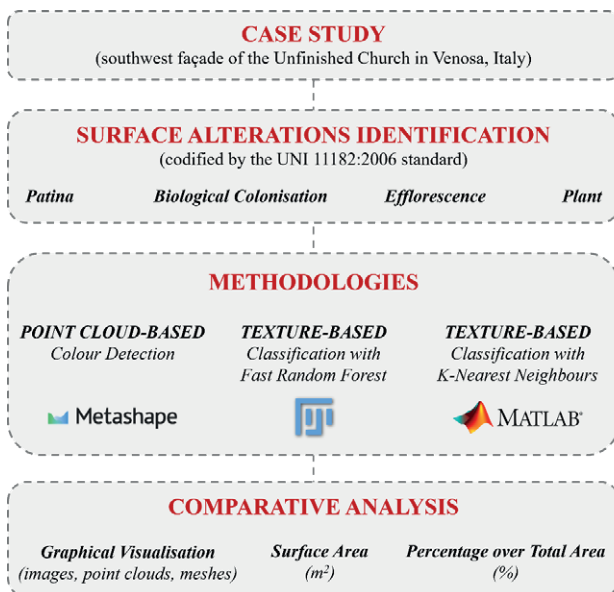 CASE STUDY
(southwest façade of the Unfinished Church in Venosa, Italy)
SURFACE ALTERATIONS IDENTIFICATION
(codified by the UNI 11182:2006 standard)
Patina Biological Colonisation Efflorescence Plant
METHODOLOGIES
POINT CLOUD-BASED TEXTURE-BASED TEXTURE-BASED
Colour Detection Classification with Classification with
Fast Random Forest K-Nearest Neighbours
Metashape MATLAB®
COMPARATIVE ANALYSIS
Graphical Visualisation Surface Area Percentage over Total Area
(images, point clouds, meshes) (m²) (%)